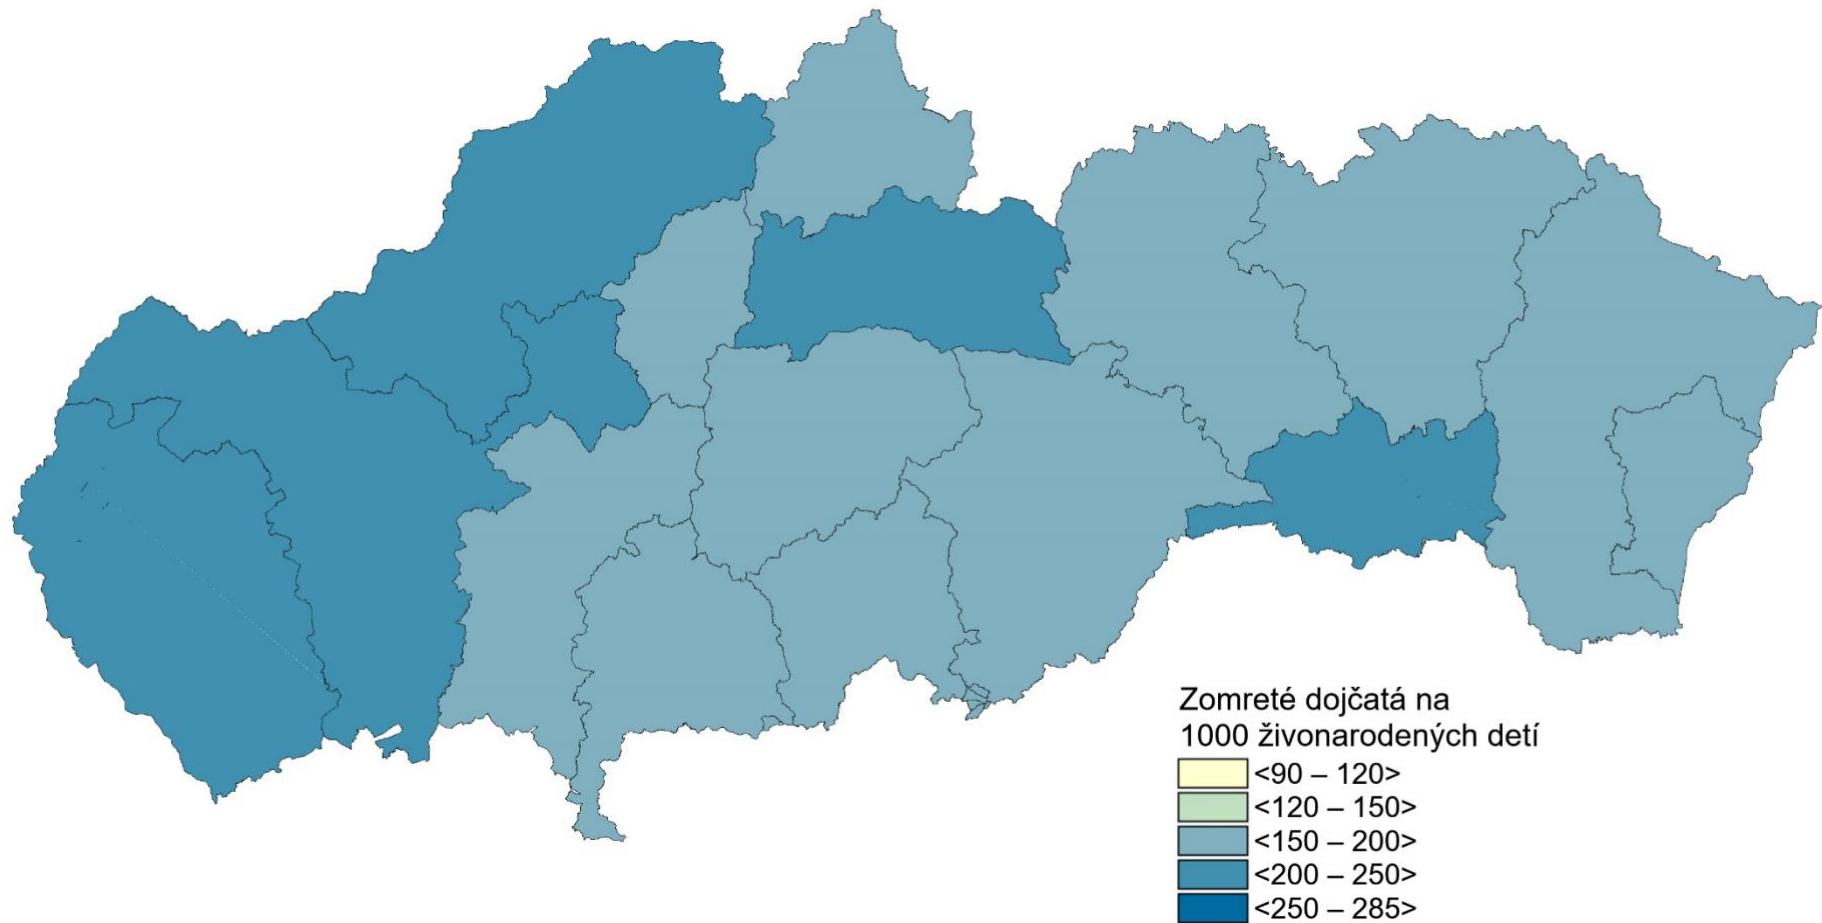 Zomreté dojčatá na
1000 živonarodených detí
<90 – 120>
<120 – 150>
<150 – 200>
<200 – 250>
<250 – 285>